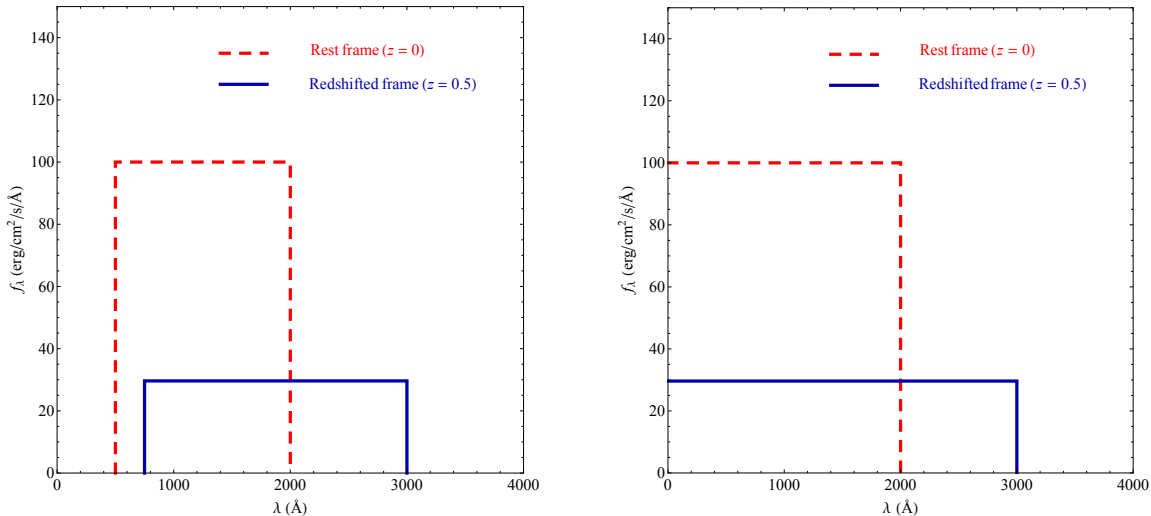 140
120
100
80
60
40
20
0
f_λ (erg/cm²/s/Å)
Rest frame (z = 0)
Redshifted frame (z = 0.5)
0 1000 2000 3000 4000
λ (Å)
140
120
100
80
60
40
20
0
f_λ (erg/cm²/s/Å)
Rest frame (z = 0)
Redshifted frame (z = 0.5)
0 1000 2000 3000 4000
λ (Å)